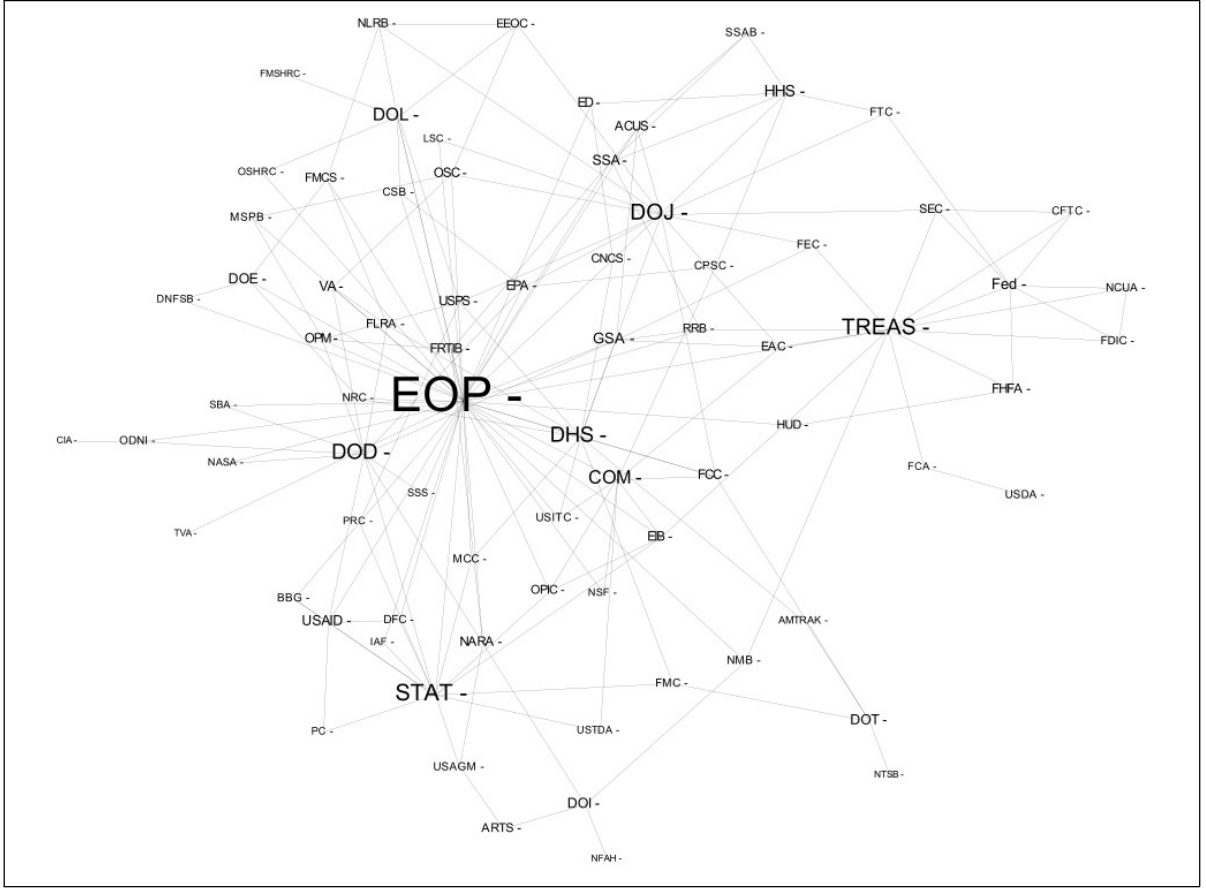 NLRB -
EEOC -
SSAB -
FMSHRC -
HHS -
ED -
DOL -
FTC -
ACUS -
LSC -
SSA -
OSHRC -
FMCS -
OSC -
CSB -
MSPB -
DOJ -
SEC -
CFTC -
FEC -
CNCS -
CPSC -
DOE -
VA -
EPA -
Fed -
NCUA -
DNFSB -
USPS -
FLRA -
RRB -
TREAS -
OPM -
GSA -
FDIC -
FRTIB -
EAC -
EOP -
FHFA -
NRC -
SBA -
HUD -
DHS -
CIA -
ODNI -
DOD -
NASA -
FCA -
COM -
FCC -
SSS -
USDA -
PRC -
USITC -
TVA -
EIB -
MCC -
OPIC -
NSF -
BBG -
USAID -
DFC -
AMTRAK -
IAF -
NARA -
NMB -
STAT -
FMC -
DOT -
PC -
USTDA -
USAGM -
NTSB -
DOI -
ARTS -
NFAH -